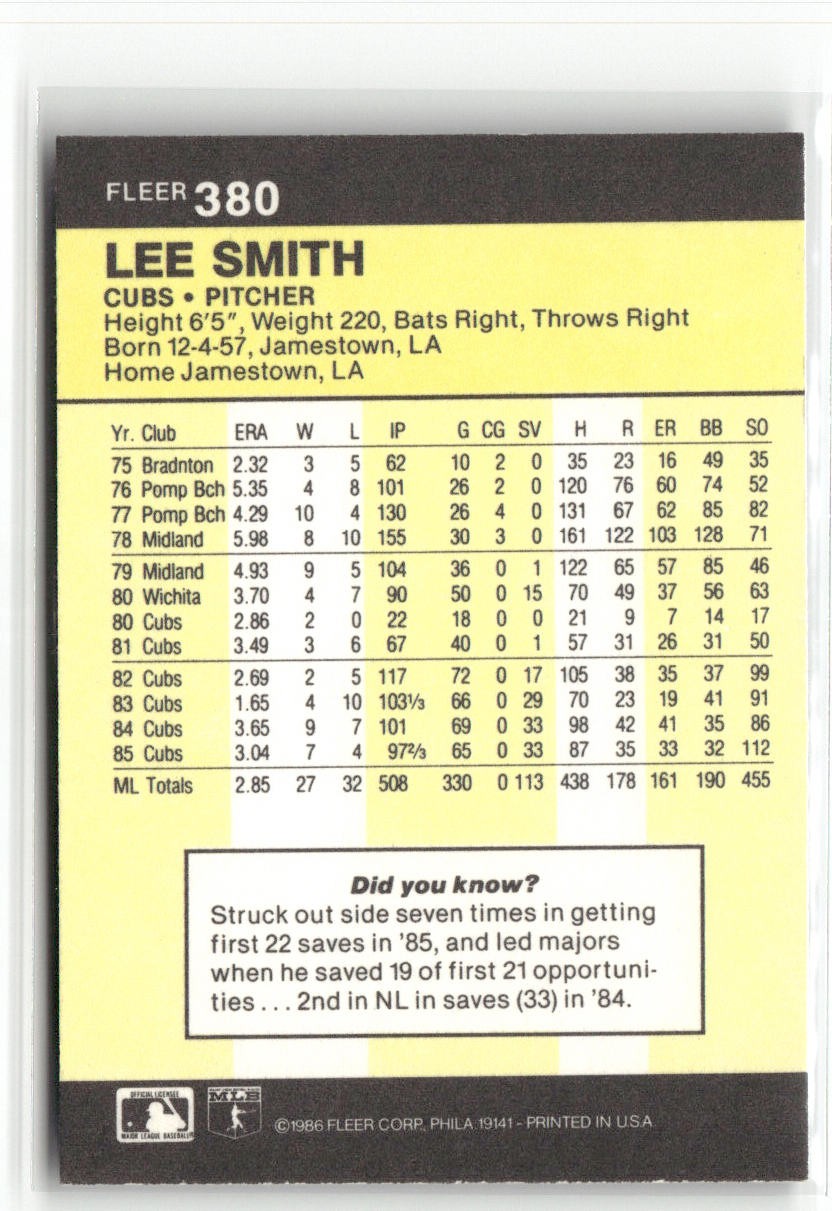 FLEER 380
LEE SMITH
CUBS • PITCHER
Height 6'5", Weight 220, Bats Right, Throws Right
Born 12-4-57, Jamestown, LA
Home Jamestown, LA
Yr. Club ERA W L IP G CG SV H R ER BB SO
75 Bradnton 2.32 3 5 62 10 2 0 35 23 16 49 35
76 Pomp Bch 5.35 4 8 101 26 2 0 120 76 60 74 52
77 Pomp Bch 4.29 10 4 130 26 4 0 131 67 62 85 82
78 Midland 5.98 8 10 155 30 3 0 161 122 103 128 71
79 Midland 4.93 9 5 104 36 0 1 122 65 57 85 46
80 Wichita 3.70 4 7 90 50 0 15 70 49 37 56 63
80 Cubs 2.86 2 0 22 18 0 0 21 9 7 14 17
81 Cubs 3.49 3 6 67 40 0 1 57 31 26 31 50
82 Cubs 2.69 2 5 117 72 0 17 105 38 35 37 99
83 Cubs 1.65 4 10 103⅓ 66 0 29 70 23 19 41 91
84 Cubs 3.65 9 7 101 69 0 33 98 42 41 35 86
85 Cubs 3.04 7 4 97⅔ 65 0 33 87 35 33 32 112
ML Totals 2.85 27 32 508 330 0 113 438 178 161 190 455
Did you know?
Struck out side seven times in getting
first 22 saves in '85, and led majors
when he saved 19 of first 21 opportuni-
ties . . . 2nd in NL in saves (33) in '84.
OFFICIAL LICENSEE
MAJOR LEAGUE BASEBALL
MLB
©1986 FLEER CORP., PHILA. 19141 - PRINTED IN U.S.A.